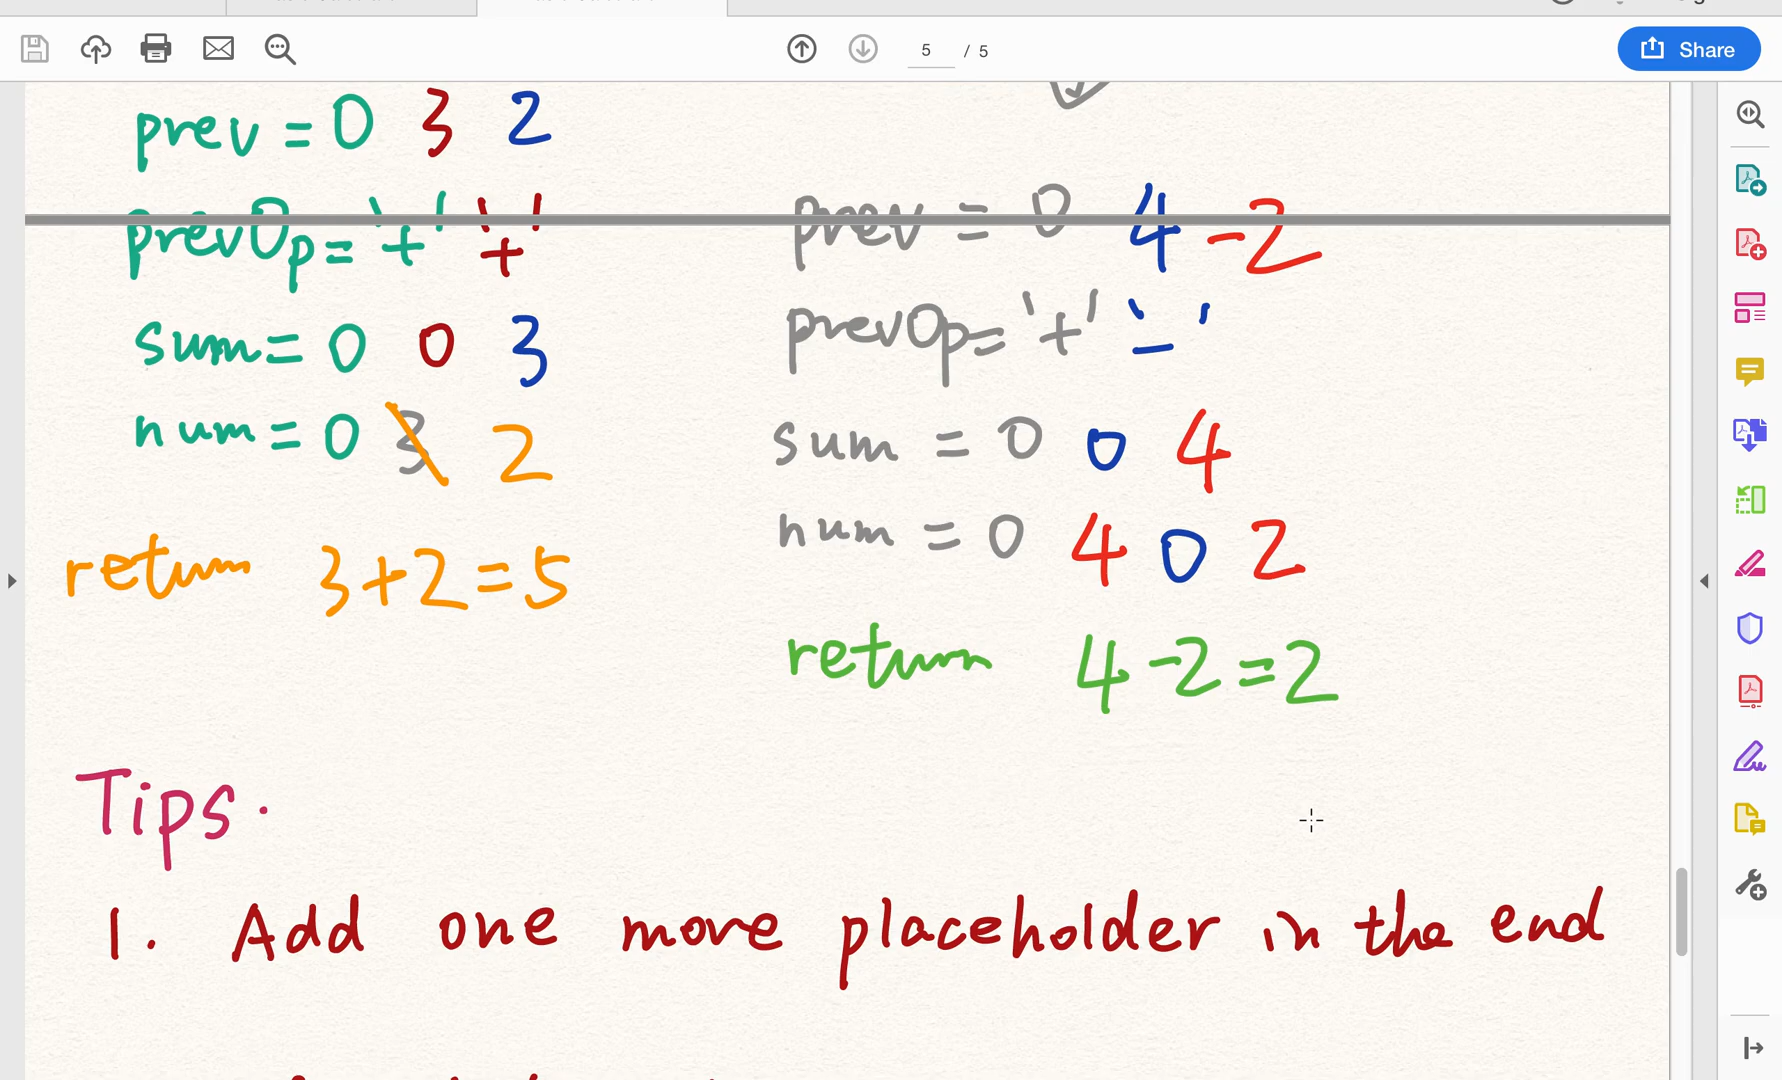 5 / 5
Share
prev = 0 3 2
prevOp = '+' '+'
sum = 0 0 3
num = 0 3 2
return 3+2=5
prev = 0 4 -2
prevOp = '+' '-'
sum = 0 0 4
num = 0 4 0 2
return 4-2=2
Tips.
1. Add one more placeholder in the end